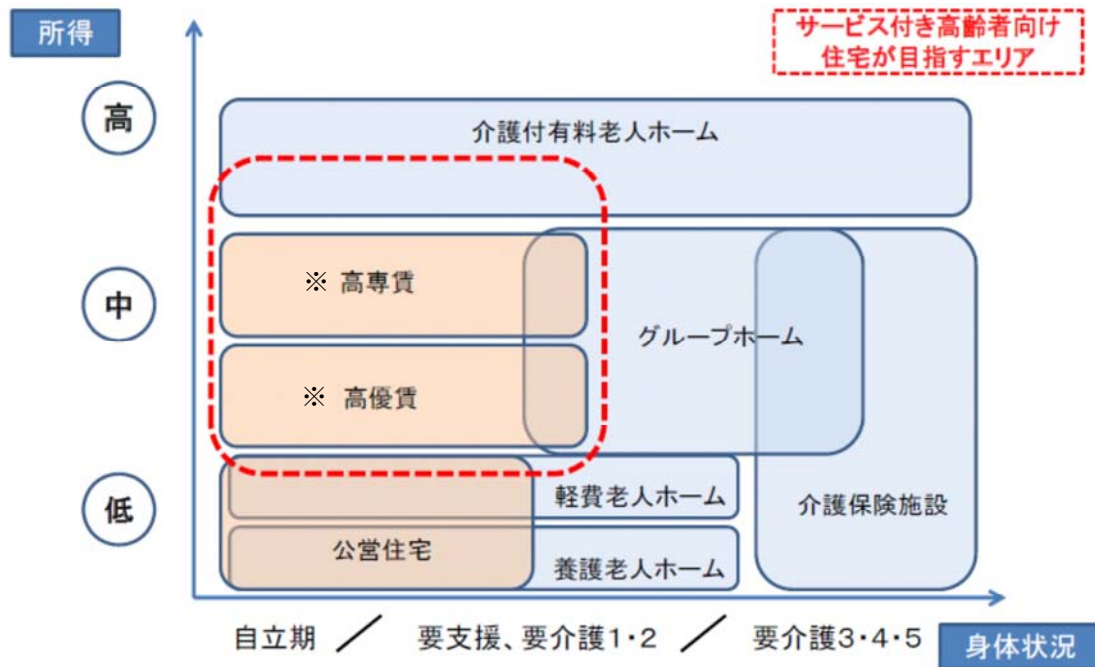 所得
サービス付き高齢者向け
住宅が目指すエリア
高
介護付有料老人ホーム
中
※ 高専賃
グループホーム
※ 高優賃
低
軽費老人ホーム
介護保険施設
公営住宅
養護老人ホーム
自立期 ／ 要支援、要介護1・2 ／ 要介護3・4・5
身体状況